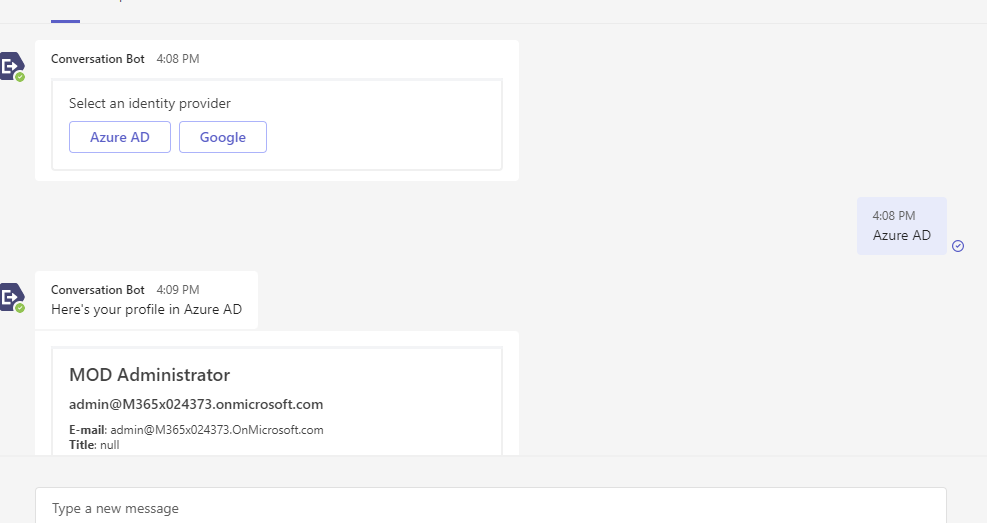 Conversation Bot 4:08 PM
Select an identity provider
Azure AD Google
4:08 PM
Azure AD
Conversation Bot 4:09 PM
Here's your profile in Azure AD
MOD Administrator
admin@M365x024373.onmicrosoft.com
E-mail: admin@M365x024373.OnMicrosoft.com
Title: null
Type a new message